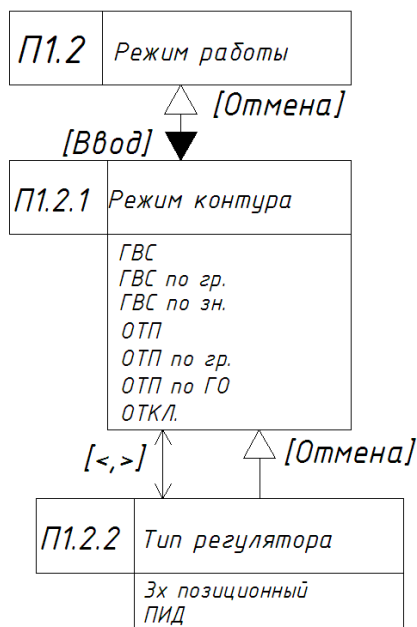 П1.2 Режим работы
[Отмена]
[Ввод]
П1.2.1 Режим контура
ГВС
ГВС по гр.
ГВС по зн.
ОТП
ОТП по гр.
ОТП по ГО
ОТКЛ.
[<,>] [Отмена]
П1.2.2 Тип регулятора
3х позиционный
ПИД